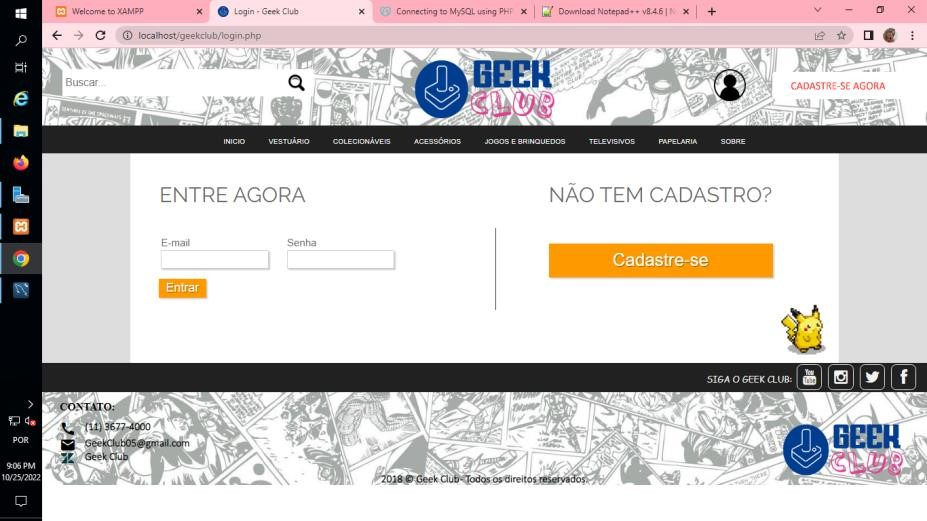 Welcome to XAMPP
Login - Geek Club
Connecting to MySQL using PHP
Download Notepad++ v8.4.6 | N
localhost/geekclub/login.php
Buscar...
GEEK
CLUB
CADASTRE-SE AGORA
INICIO VESTUÁRIO COLECIONÁVEIS ACESSÓRIOS JOGOS E BRINQUEDOS TELEVISIVOS PAPELARIA SOBRE
ENTRE AGORA
NÃO TEM CADASTRO?
E-mail
Senha
Cadastre-se
Entrar
SIGA O GEEK CLUB:
You
Tube
CONTATO:
(11) 3677-4000
GeekClub05@gmail.com
Geek Club
GEEK
CLUB
2018 © Geek Club- Todos os direitos reservados.
POR
9:06 PM
10/25/2022